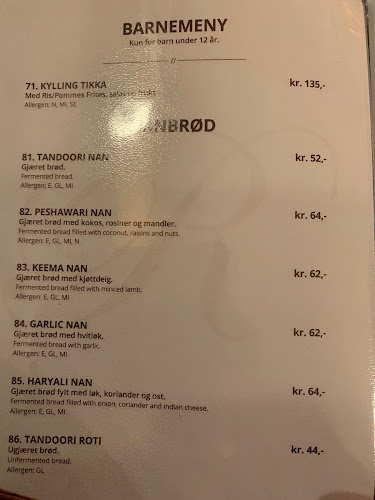 BARNEMENY
Kun for barn under 12 år.
//
71. KYLLING TIKKA kr. 135,-
Med Ris/Pommes Frites, salat og frukt
Allergen: N, MI, SE
ANBRØD
81. TANDOORI NAN kr. 52,-
Gjæret brød.
Fermented bread.
Allergen: E, GL, MI
82. PESHAWARI NAN kr. 64,-
Gjæret brød med kokos, rosiner og mandler.
Fermented bread filled with coconut, raisins and nuts.
Allergen: E, GL, MI, N
83. KEEMA NAN kr. 62,-
Gjæret brød med kjøttdeig.
Fermented bread filled with minced lamb.
Allergen: E, GL, MI
84. GARLIC NAN kr. 62,-
Gjæret brød med hvitløk.
Fermented bread with garlic.
Allergen: E, GL, MI
85. HARYALI NAN kr. 64,-
Gjæret brød fylt med løk, koriander og ost.
Fermented bread filled with onion, coriander and indian cheese.
Allergen: E, GL, MI
86. TANDOORI ROTI kr. 44,-
Ugjæret brød.
Unfermented bread.
Allergen: GL